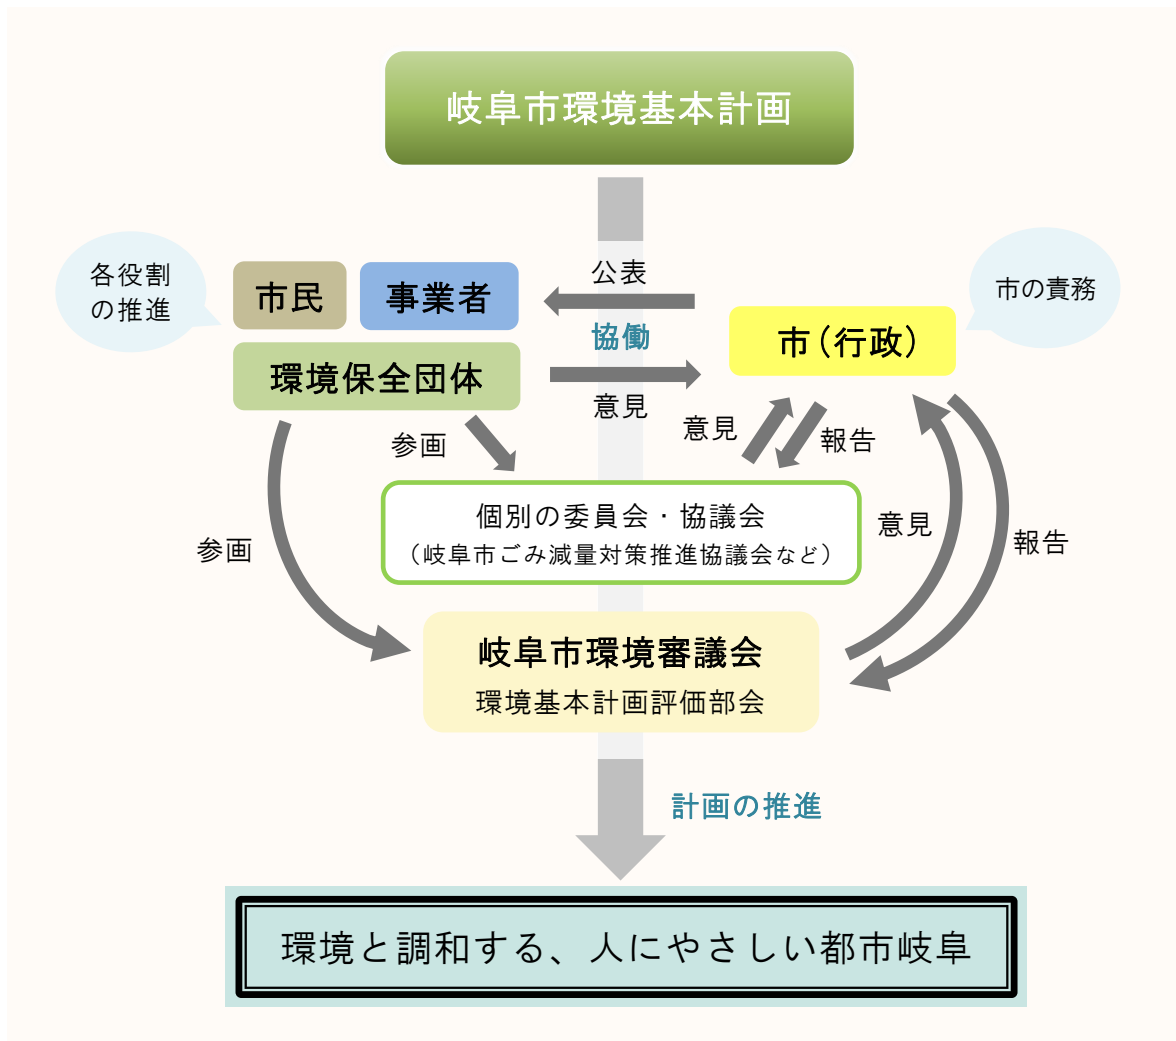 岐阜市環境基本計画
各役割
の推進
市民
事業者
環境保全団体
公表
協働
意見
市（行政）
市の責務
参画
意見
報告
個別の委員会・協議会
（岐阜市ごみ減量対策推進協議会など）
参画
意見
報告
岐阜市環境審議会
環境基本計画評価部会
計画の推進
環境と調和する、人にやさしい都市岐阜